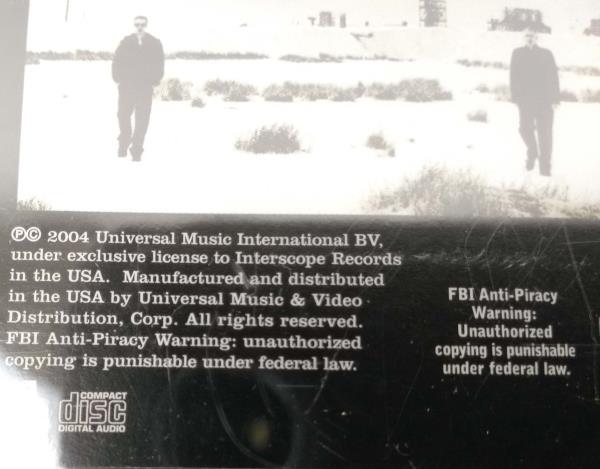 ℗© 2004 Universal Music International BV,
under exclusive license to Interscope Records
in the USA. Manufactured and distributed
in the USA by Universal Music & Video
Distribution, Corp. All rights reserved.
FBI Anti-Piracy Warning: unauthorized
copying is punishable under federal law.
FBI Anti-Piracy
Warning:
Unauthorized
copying is punishable
under federal law.
COMPACT
disc
DIGITAL AUDIO